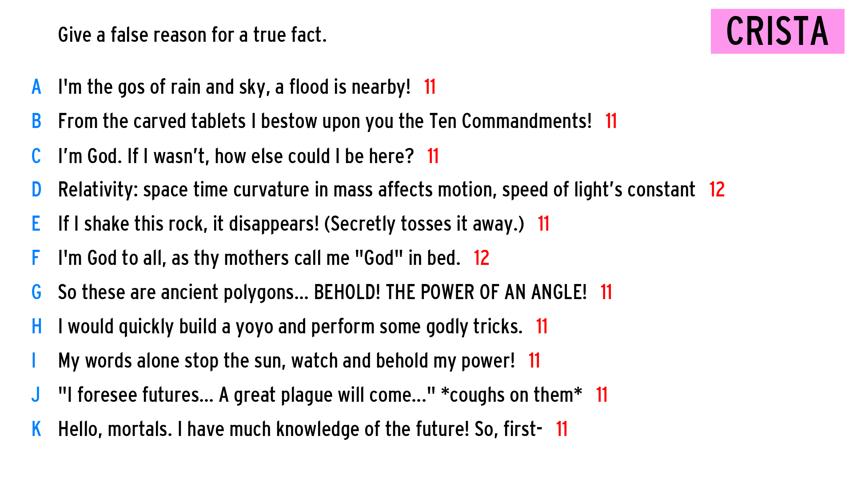 Give a false reason for a true fact.
CRISTA
A I'm the gos of rain and sky, a flood is nearby! 11
B From the carved tablets I bestow upon you the Ten Commandments! 11
C I'm God. If I wasn't, how else could I be here? 11
D Relativity: space time curvature in mass affects motion, speed of light's constant 12
E If I shake this rock, it disappears! (Secretly tosses it away.) 11
F I'm God to all, as thy mothers call me "God" in bed. 12
G So these are ancient polygons... BEHOLD! THE POWER OF AN ANGLE! 11
H I would quickly build a yoyo and perform some godly tricks. 11
I My words alone stop the sun, watch and behold my power! 11
J "I foresee futures... A great plague will come..." *coughs on them* 11
K Hello, mortals. I have much knowledge of the future! So, first- 11